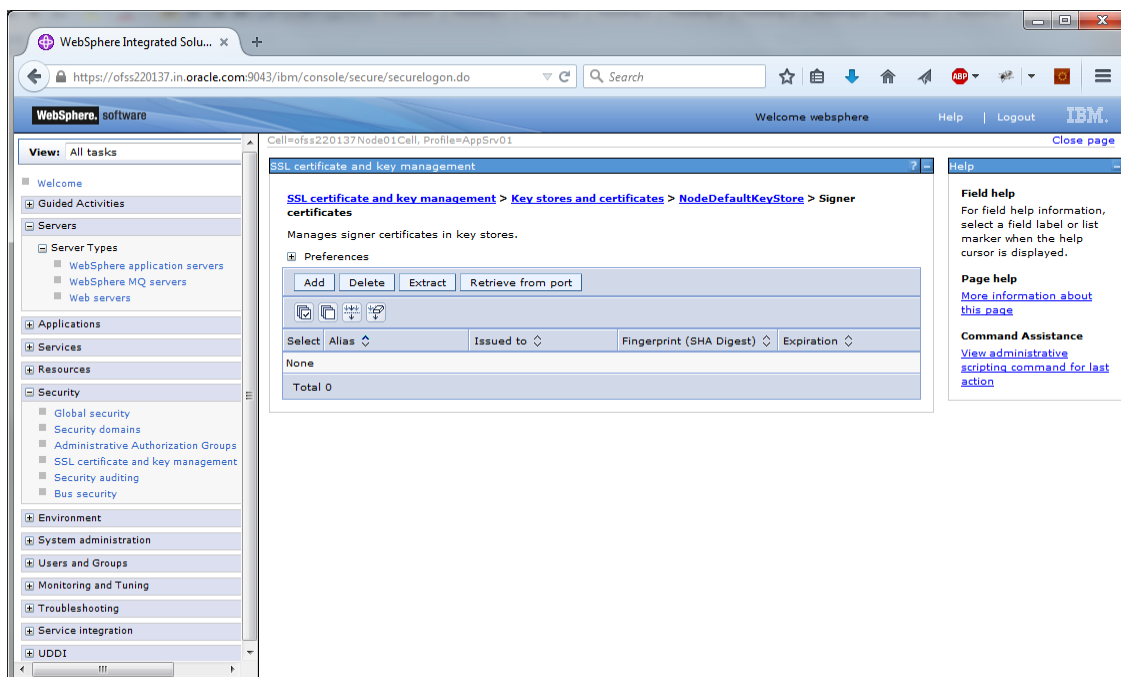 WebSphere Integrated Solu...
https://ofss220137.in.oracle.com:9043/ibm/console/secure/securelogon.do
Search
ABP
WebSphere. software
Welcome websphere
Help | Logout
IBM.
View: All tasks
Cell=ofss220137Node01Cell, Profile=AppSrv01
Close page
Welcome
Guided Activities
Servers
Server Types
WebSphere application servers
WebSphere MQ servers
Web servers
Applications
Services
Resources
Security
Global security
Security domains
Administrative Authorization Groups
SSL certificate and key management
Security auditing
Bus security
Environment
System administration
Users and Groups
Monitoring and Tuning
Troubleshooting
Service integration
UDDI
SSL certificate and key management
SSL certificate and key management > Key stores and certificates > NodeDefaultKeyStore > Signer
certificates
Manages signer certificates in key stores.
Preferences
Add Delete Extract Retrieve from port
Select Alias Issued to Fingerprint (SHA Digest) Expiration
None
Total 0
Help
Field help
For field help information,
select a field label or list
marker when the help
cursor is displayed.
Page help
More information about
this page
Command Assistance
View administrative
scripting command for last
action